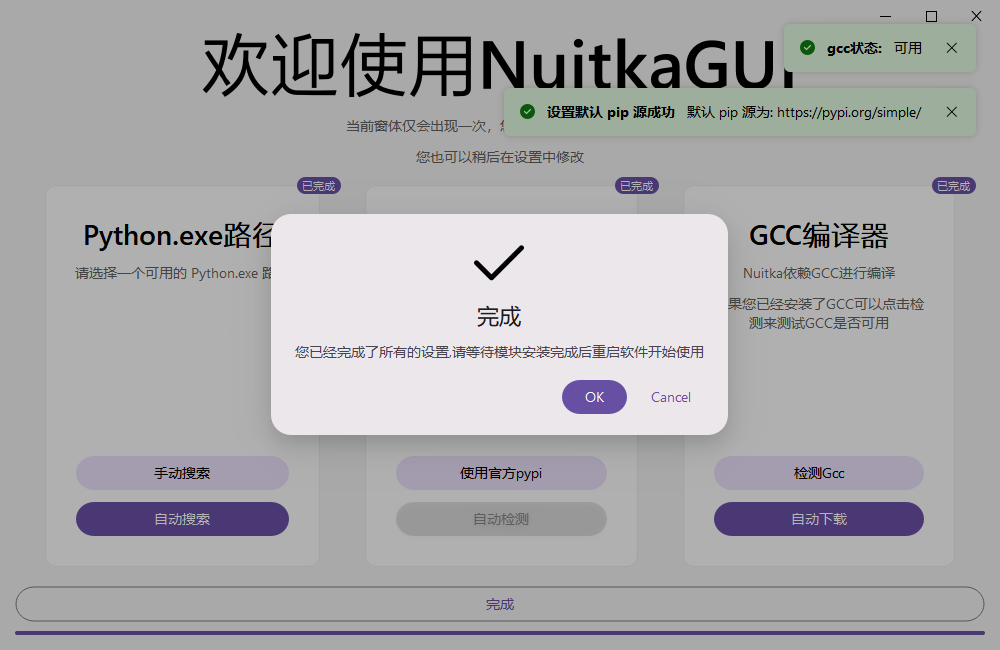 欢迎使用NuitkaGUI
gcc状态: 可用
设置默认 pip 源成功 默认 pip 源为: https://pypi.org/simple/
当前窗体仅会出现一次，
您也可以稍后在设置中修改
已完成
已完成
已完成
Python.exe路径
请选择一个可用的 Python.exe
GCC编译器
Nuitka依赖GCC进行编译
果您已经安装了GCC可以点击检
测来测试GCC是否可用
完成
您已经完成了所有的设置,请等待模块安装完成后重启软件开始使用
OK
Cancel
手动搜索
自动搜索
使用官方pypi
自动检测
检测Gcc
自动下载
完成